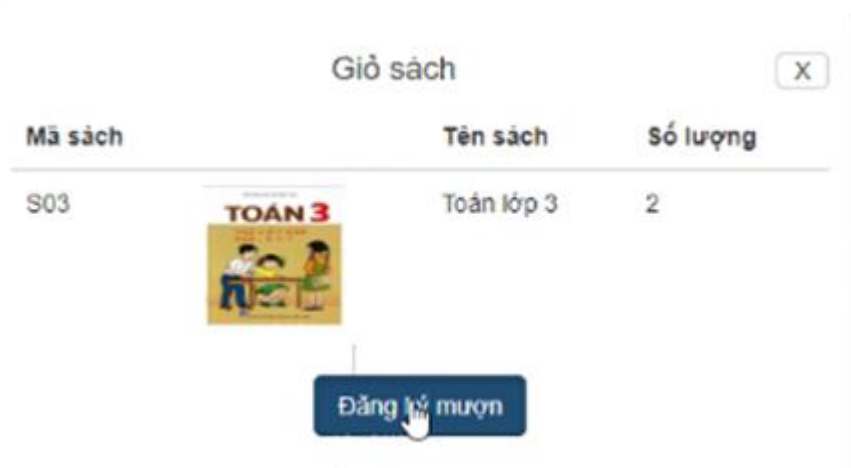 Giỏ sách
X
Mã sách Tên sách Số lượng
S03 Toán lớp 3 2
TOÁN 3
Đăng ký mượn